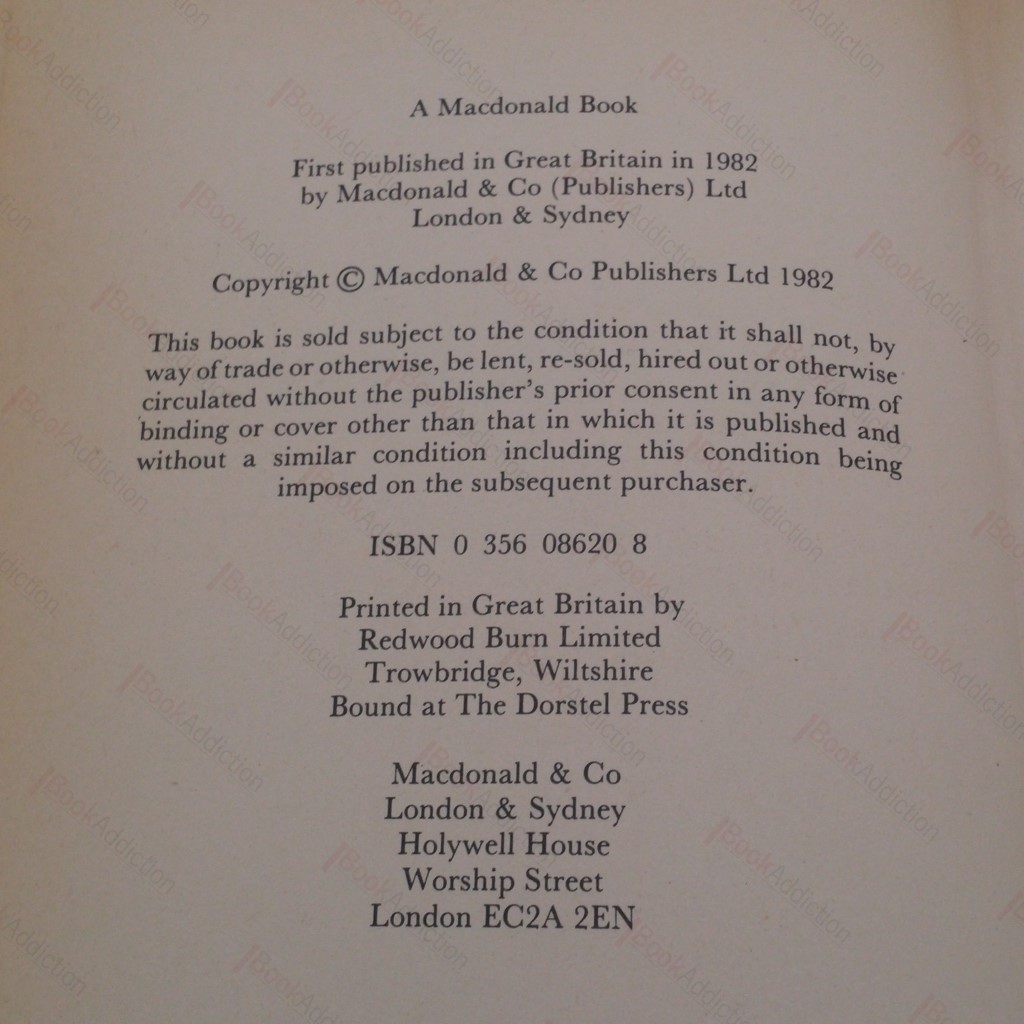 A Macdonald Book
First published in Great Britain in 1982
by Macdonald & Co (Publishers) Ltd
London & Sydney
Copyright © Macdonald & Co Publishers Ltd 1982
This book is sold subject to the condition that it shall not, by
way of trade or otherwise, be lent, re-sold, hired out or otherwise
circulated without the publisher's prior consent in any form of
binding or cover other than that in which it is published and
without a similar condition including this condition being
imposed on the subsequent purchaser.
ISBN 0 356 08620 8
Printed in Great Britain by
Redwood Burn Limited
Trowbridge, Wiltshire
Bound at The Dorstel Press
Macdonald & Co
London & Sydney
Holywell House
Worship Street
London EC2A 2EN